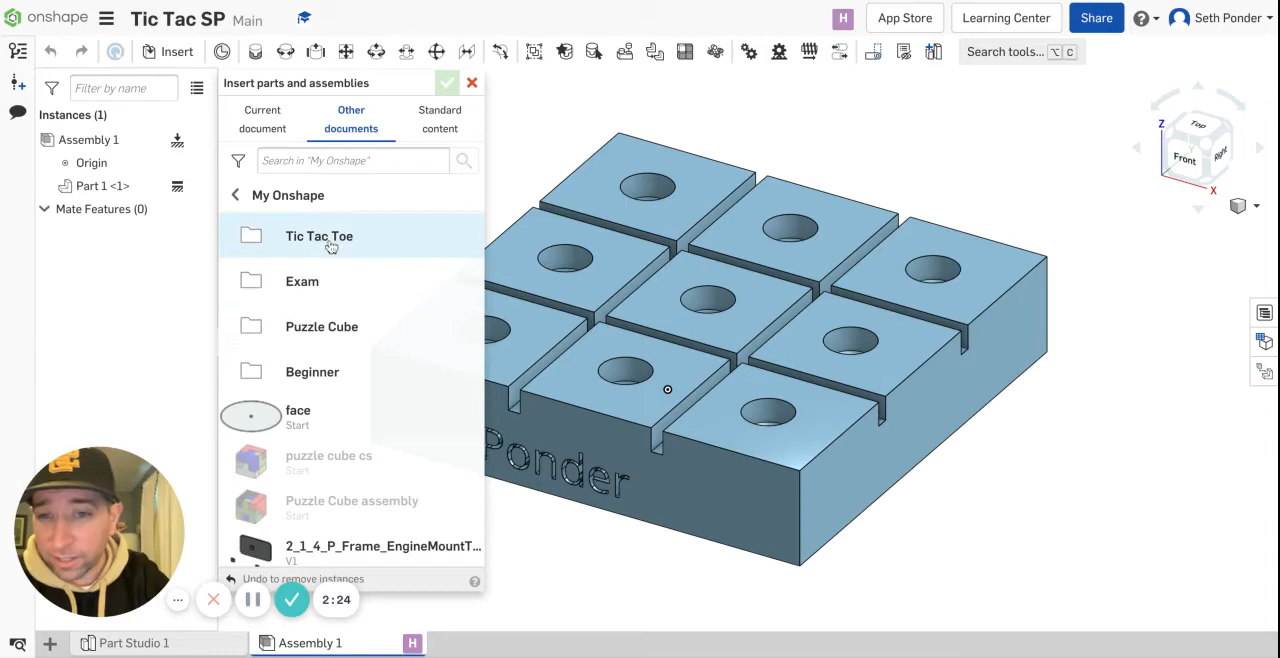 onshape
Tic Tac SP Main
H
App Store
Learning Center
Share
Seth Ponder
Insert
Search tools... ⌥ C
Filter by name
Instances (1)
Assembly 1
Origin
Part 1 <1>
Mate Features (0)
Insert parts and assemblies
Current document
Other documents
Standard content
Search in "My Onshape"
My Onshape
Tic Tac Toe
Exam
Puzzle Cube
Beginner
face
Start
puzzle cube cs
Start
Puzzle Cube assembly
Start
2_1_4_P_Frame_EngineMountT...
V1
Undo to remove instances
2:24
Ponder
Z
Top
Front
Right
Y
X
Part Studio 1
Assembly 1
H